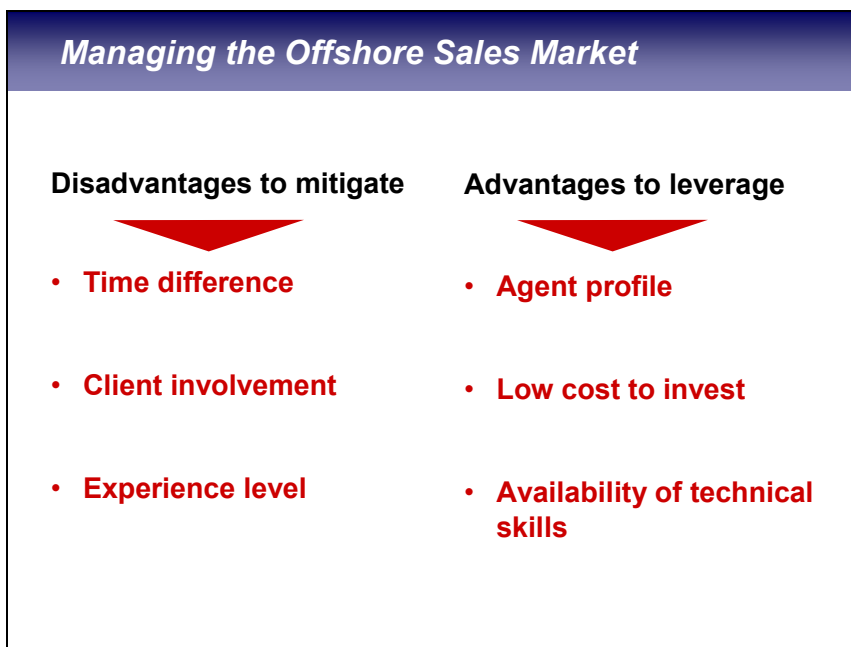 Managing the Offshore Sales Market
Disadvantages to mitigate
• Time difference
• Client involvement
• Experience level
Advantages to leverage
• Agent profile
• Low cost to invest
• Availability of technical
skills